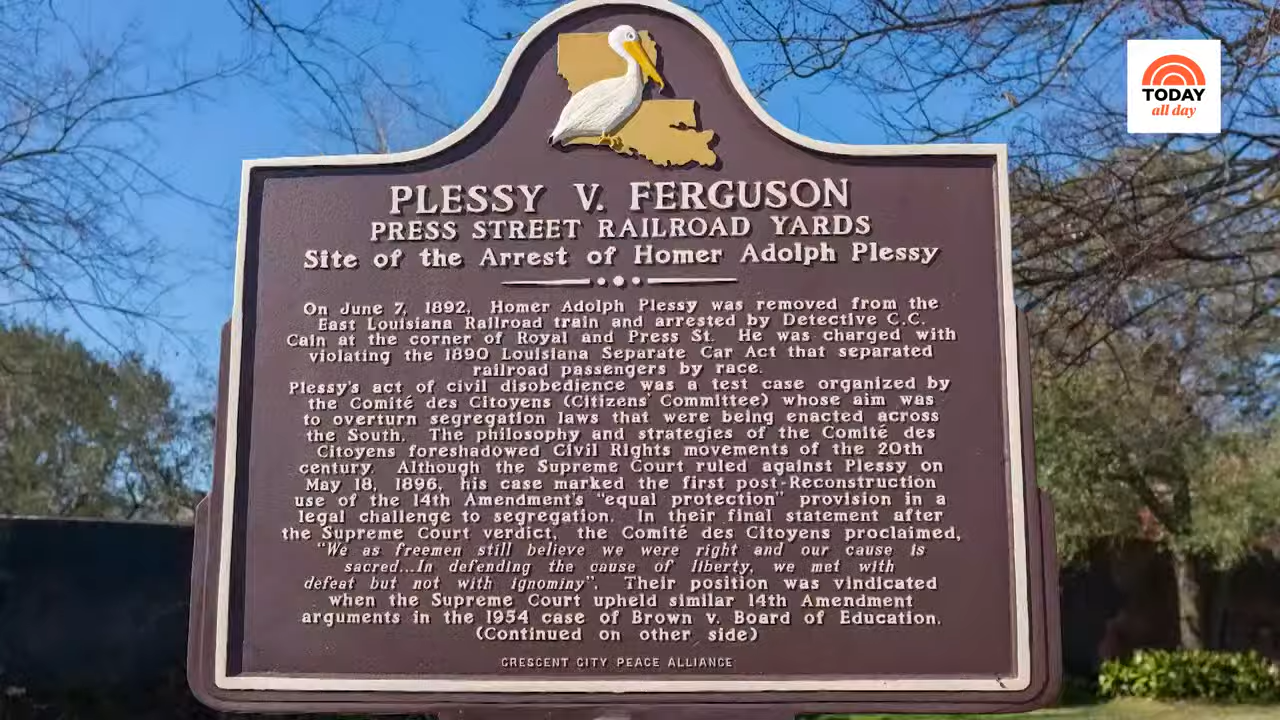 TODAY
all day
PLESSY V. FERGUSON
PRESS STREET RAILROAD YARDS
Site of the Arrest of Homer Adolph Plessy
On June 7, 1892, Homer Adolph Plessy was removed from the
East Louisiana Railroad train and arrested by Detective C.C.
Cain at the corner of Royal and Press St. He was charged with
violating the 1890 Louisiana Separate Car Act that separated
railroad passengers by race.
Plessy's act of civil disobedience was a test case organized by
the Comité des Citoyens (Citizens' Committee) whose aim was
to overturn segregation laws that were being enacted across
the South. The philosophy and strategies of the Comité des
Citoyens foreshadowed Civil Rights movements of the 20th
century. Although the Supreme Court ruled against Plessy on
May 18, 1896, his case marked the first post-Reconstruction
use of the 14th Amendment's "equal protection" provision in a
legal challenge to segregation. In their final statement after
the Supreme Court verdict, the Comité des Citoyens proclaimed,
"We as freemen still believe we were right and our cause is
sacred...In defending the cause of liberty, we met with
defeat but not with ignominy". Their position was vindicated
when the Supreme Court upheld similar 14th Amendment
arguments in the 1954 case of Brown v. Board of Education.
(Continued on other side)
CRESCENT CITY PEACE ALLIANCE